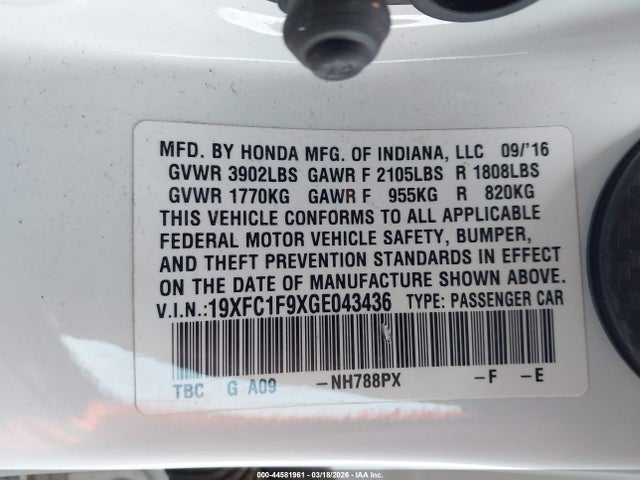 MFD. BY HONDA MFG. OF INDIANA, LLC 09/'16
GVWR 3902LBS GAWR F 2105LBS R 1808LBS
GVWR 1770KG GAWR F 955KG R 820KG
THIS VEHICLE CONFORMS TO ALL APPLICABLE
FEDERAL MOTOR VEHICLE SAFETY, BUMPER,
AND THEFT PREVENTION STANDARDS IN EFFECT
ON THE DATE OF MANUFACTURE SHOWN ABOVE.
V.I.N.:19XFC1F9XGE043436 TYPE: PASSENGER CAR
TBC G A09 -NH788PX -F -E
000-44581961 | 03/18/2026 - IAA Inc.